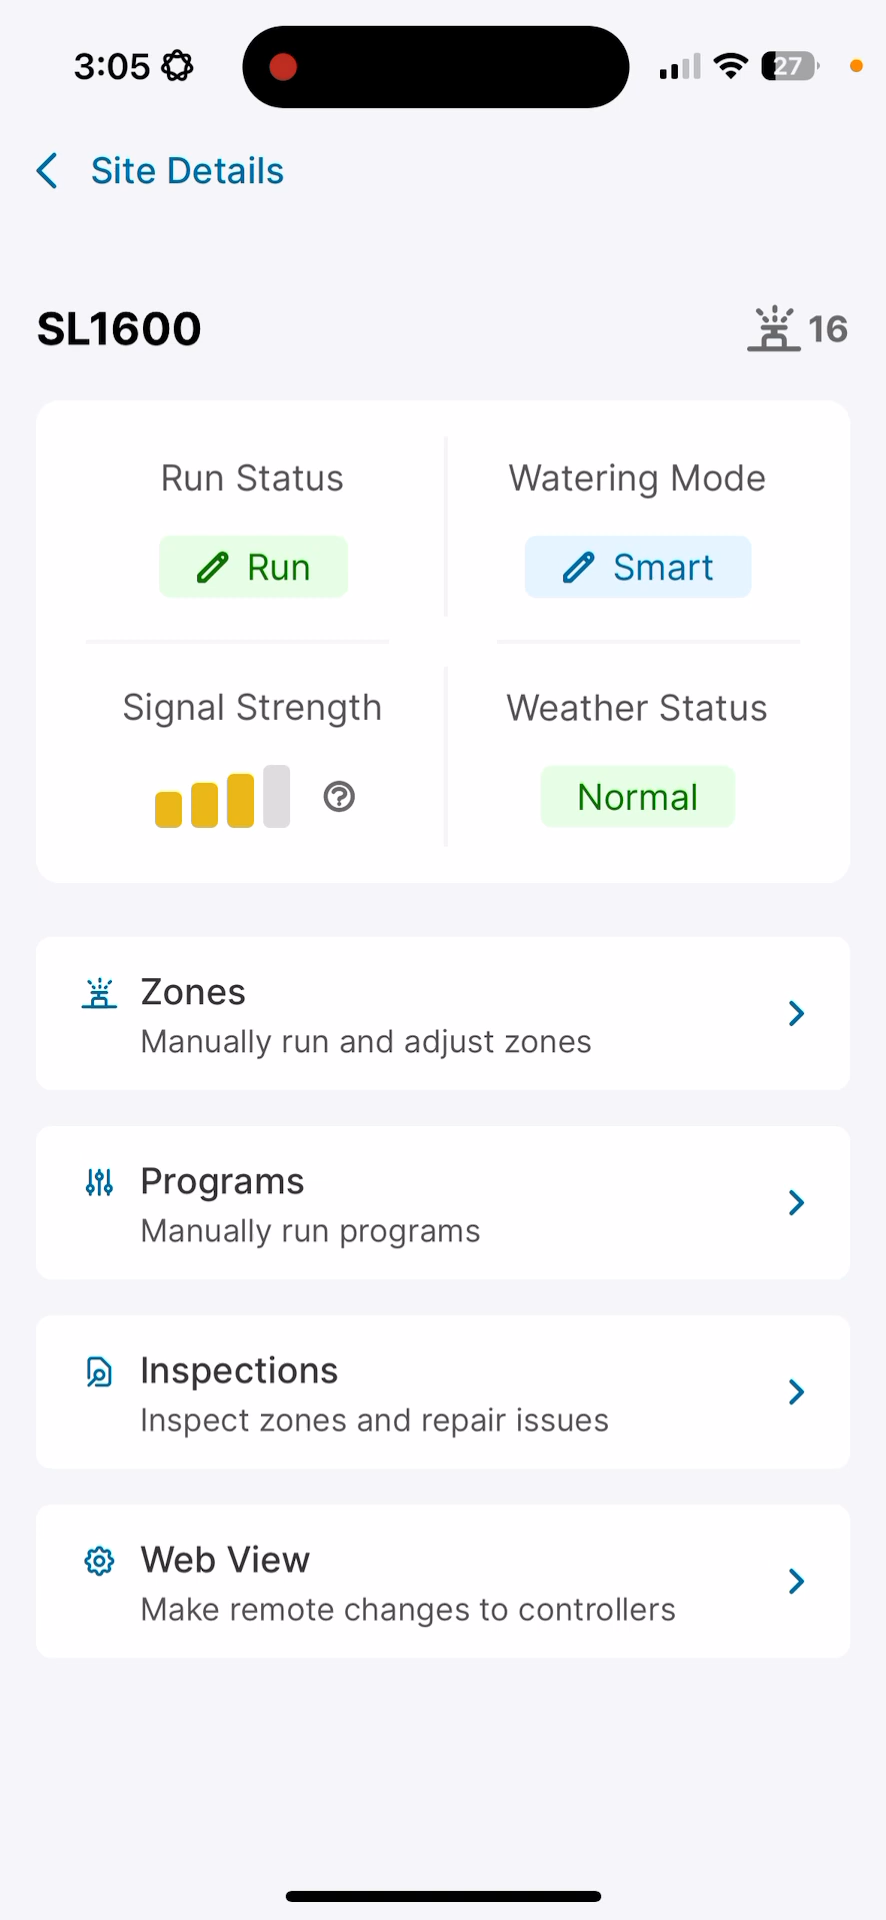 3:05
27
Site Details
SL1600
16
Run Status
Watering Mode
Run
Smart
Signal Strength
Weather Status
Normal
Zones
Manually run and adjust zones
Programs
Manually run programs
Inspections
Inspect zones and repair issues
Web View
Make remote changes to controllers